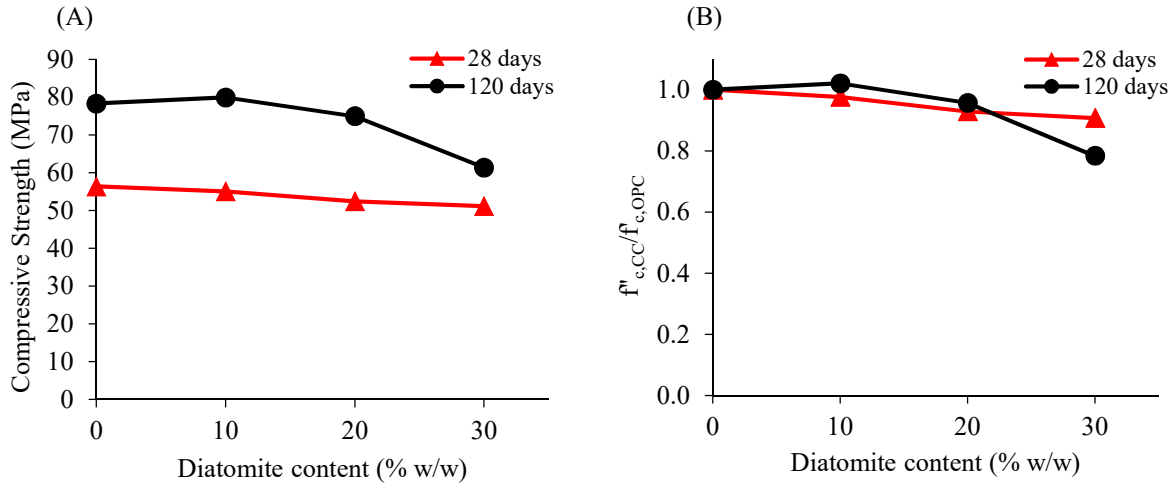 (A)
Compressive Strength (MPa)
90
80
70
60
50
40
30
20
10
0
0 10 20 30
Diatomite content (% w/w)
28 days
120 days
(B)
f''c,CC/f'c,OPC
1.0
0.8
0.6
0.4
0.2
0.0
0 10 20 30
Diatomite content (% w/w)
28 days
120 days